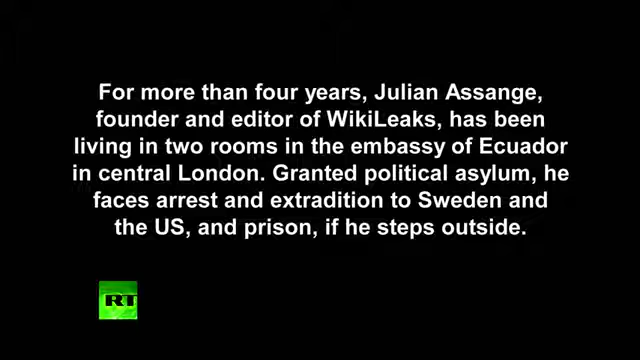 For more than four years, Julian Assange,
founder and editor of WikiLeaks, has been
living in two rooms in the embassy of Ecuador
in central London. Granted political asylum, he
faces arrest and extradition to Sweden and
the US, and prison, if he steps outside.
RT